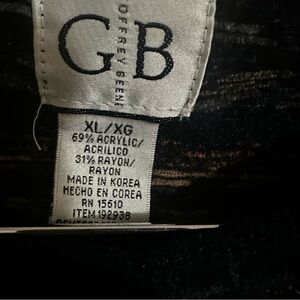 GB
OFFREY BEENE
XL/XG
69% ACRYLIC/
ACRILICO
31% RAYON/
RAYON
MADE IN KOREA
HECHO EN COREA
RN 15610
ITEM 192938